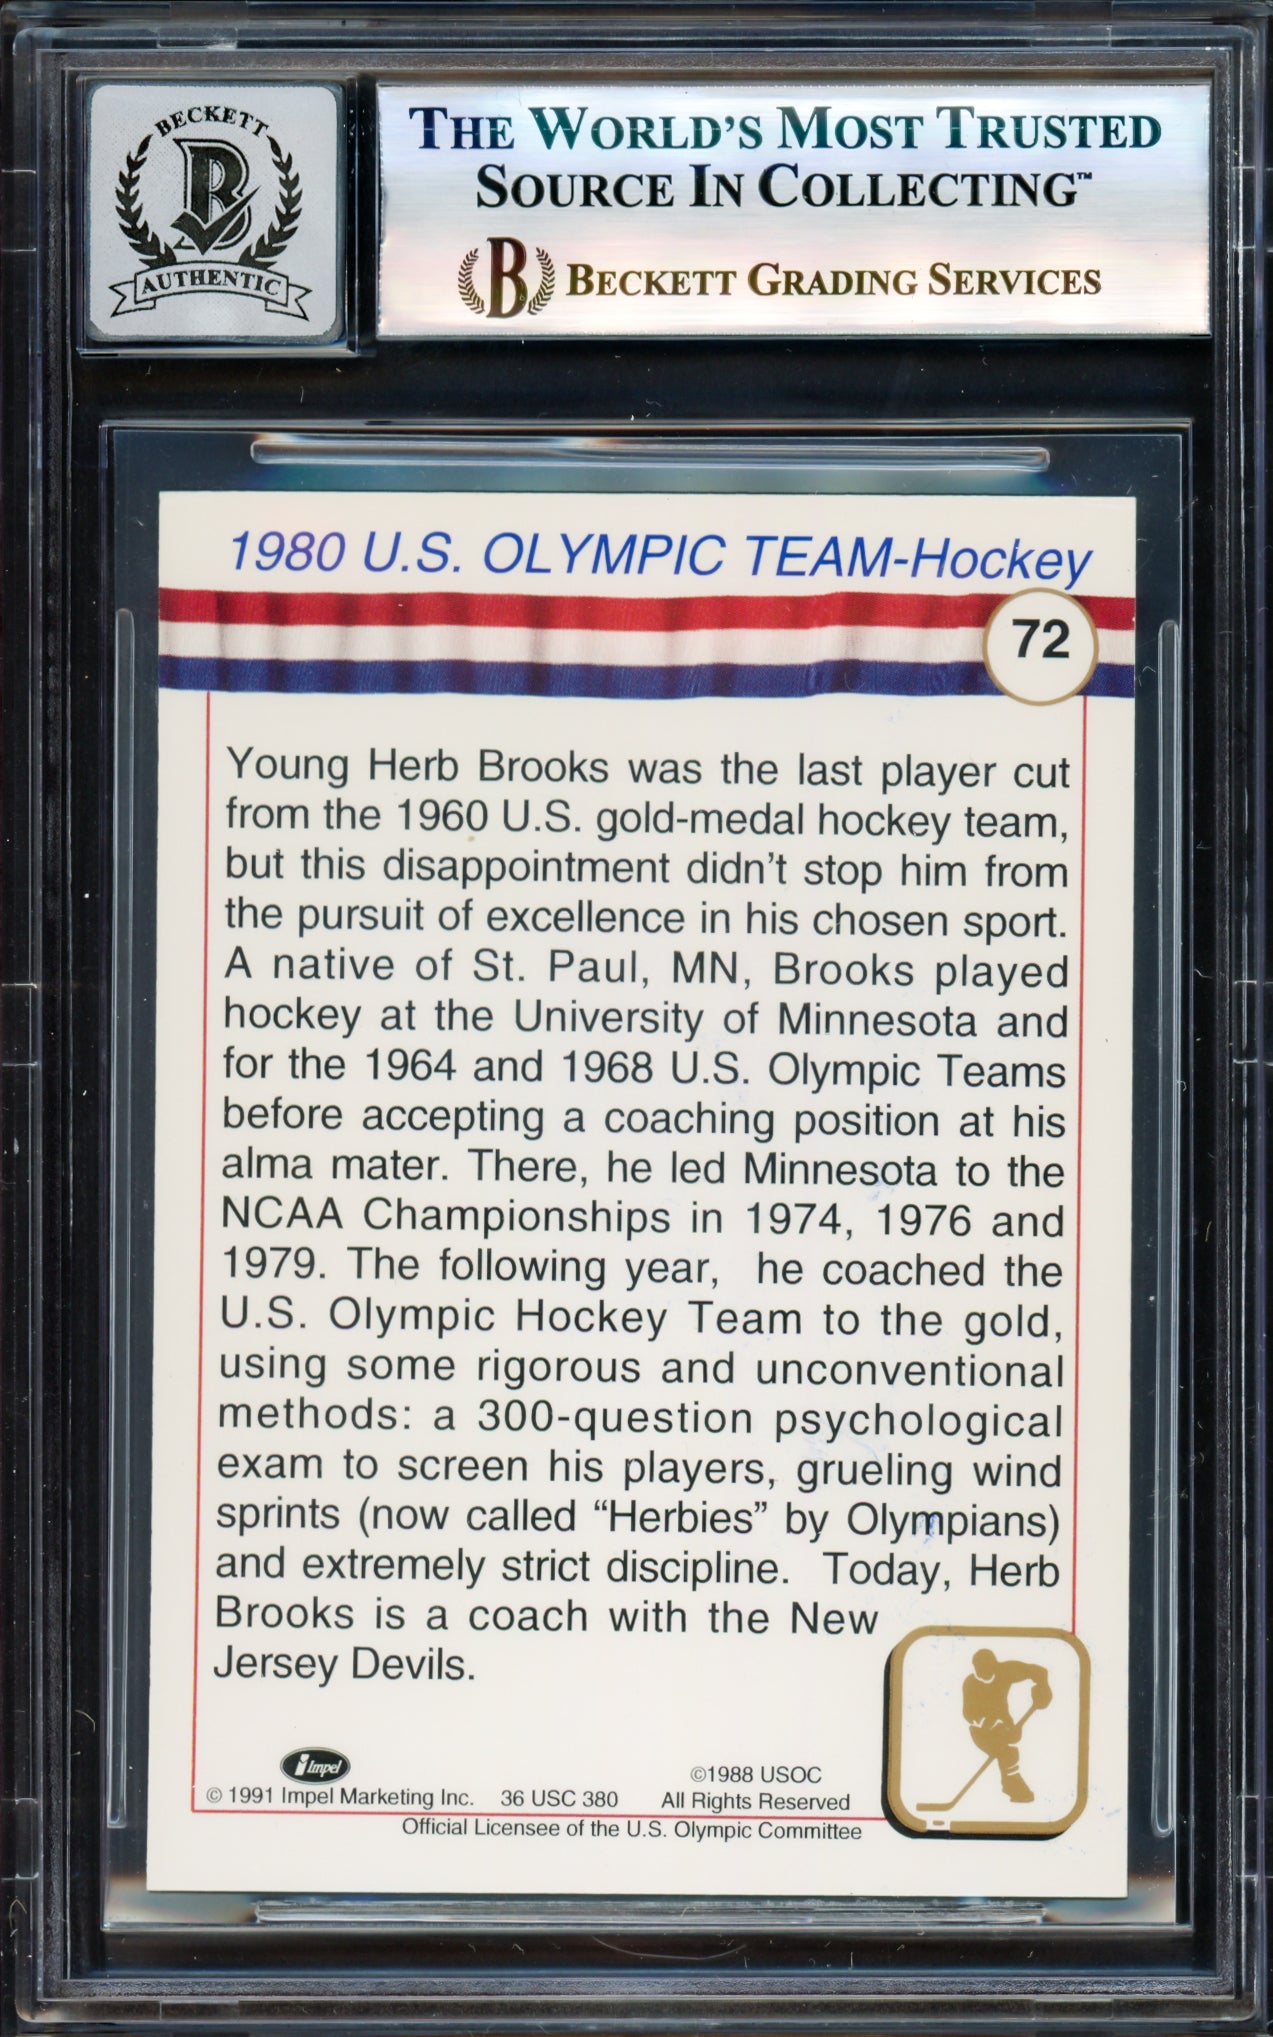 BECKETT
B
AUTHENTIC
THE WORLD'S MOST TRUSTED
SOURCE IN COLLECTING™
B BECKETT GRADING SERVICES
1980 U.S. OLYMPIC TEAM-Hockey
72
Young Herb Brooks was the last player cut
from the 1960 U.S. gold-medal hockey team,
but this disappointment didn't stop him from
the pursuit of excellence in his chosen sport.
A native of St. Paul, MN, Brooks played
hockey at the University of Minnesota and
for the 1964 and 1968 U.S. Olympic Teams
before accepting a coaching position at his
alma mater. There, he led Minnesota to the
NCAA Championships in 1974, 1976 and
1979. The following year, he coached the
U.S. Olympic Hockey Team to the gold,
using some rigorous and unconventional
methods: a 300-question psychological
exam to screen his players, grueling wind
sprints (now called “Herbies” by Olympians)
and extremely strict discipline. Today, Herb
Brooks is a coach with the New
Jersey Devils.
Impel
© 1991 Impel Marketing Inc. 36 USC 380
©1988 USOC
All Rights Reserved
Official Licensee of the U.S. Olympic Committee